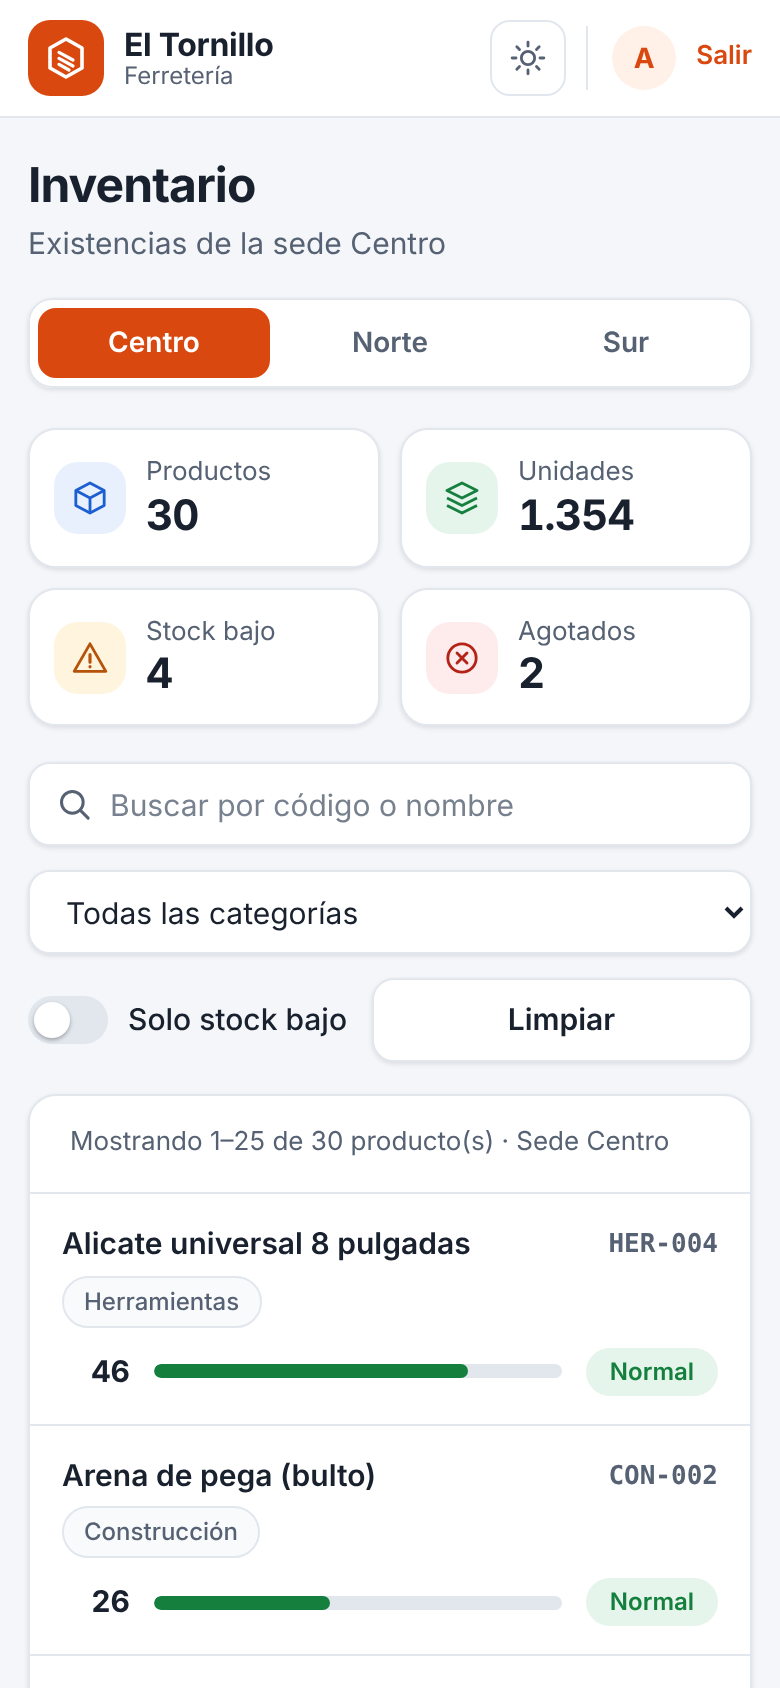 El Tornillo
Ferretería
A
Salir
Inventario
Existencias de la sede Centro
Centro
Norte
Sur
Productos
30
Unidades
1.354
Stock bajo
4
Agotados
2
Buscar por código o nombre
Todas las categorías
Solo stock bajo
Limpiar
Mostrando 1–25 de 30 producto(s) · Sede Centro
Alicate universal 8 pulgadas
HER-004
Herramientas
46
Normal
Arena de pega (bulto)
CON-002
Construcción
26
Normal